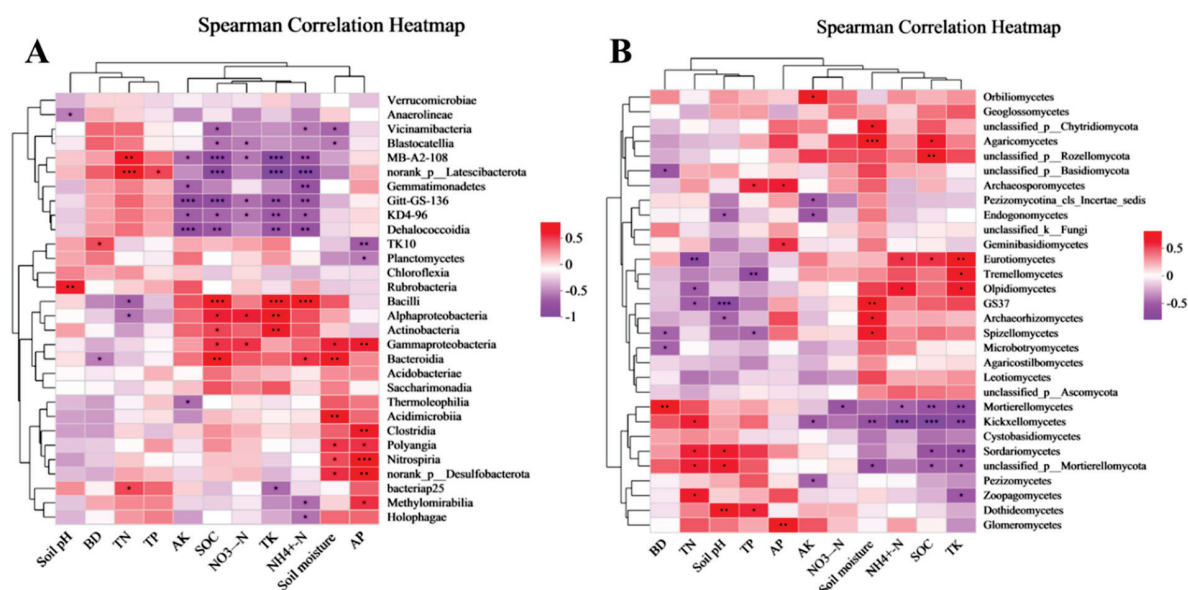 A
Spearman Correlation Heatmap
Verrucomicrobiae
Anaerolineae
Vicinamibacteria
Blastocatellia
MB-A2-108
norank_p__Latescibacterota
Gemmatimonadetes
Gitt-GS-136
KD4-96
Dehalococcoidia
TK10
Planctomycetes
Chloroflexia
Rubrobacteria
Bacilli
Alphaproteobacteria
Actinobacteria
Gammaproteobacteria
Bacteroidia
Acidobacteriae
Saccharimonadia
Thermoleophilia
Acidimicrobiia
Clostridia
Polyangia
Nitrospiria
norank_p__Desulfobacterota
bacteriap25
Methylomirabilia
Holophagae
Soil pH
BD
TN
TP
AK
SOC
NO3--N
TK
NH4+-N
Soil moisture
AP
0.5
0
-0.5
-1
B
Spearman Correlation Heatmap
Orbiliomycetes
Geoglossomycetes
unclassified_p__Chytridiomycota
Agaricomycetes
unclassified_p__Rozellomycota
unclassified_p__Basidiomycota
Archaeosporomycetes
Pezizomycotina_cls_Incertae_sedis
Endogonomycetes
unclassified_k__Fungi
Geminibasidiomycetes
Eurotiomycetes
Tremellomycetes
Olpidiomycetes
GS37
Archaeorhizomycetes
Spizellomycetes
Microbotryomycetes
Agaricostilbomycetes
Leotiomycetes
unclassified_p__Ascomycota
Mortierellomycetes
Kickxellomycetes
Cystobasidiomycetes
Sordariomycetes
unclassified_p__Mortierellomycota
Pezizomycetes
Zoopagomycetes
Dothideomycetes
Glomeromycetes
BD
TN
Soil pH
TP
AP
AK
NO3--N
Soil moisture
NH4+-N
SOC
TK
0.5
0
-0.5